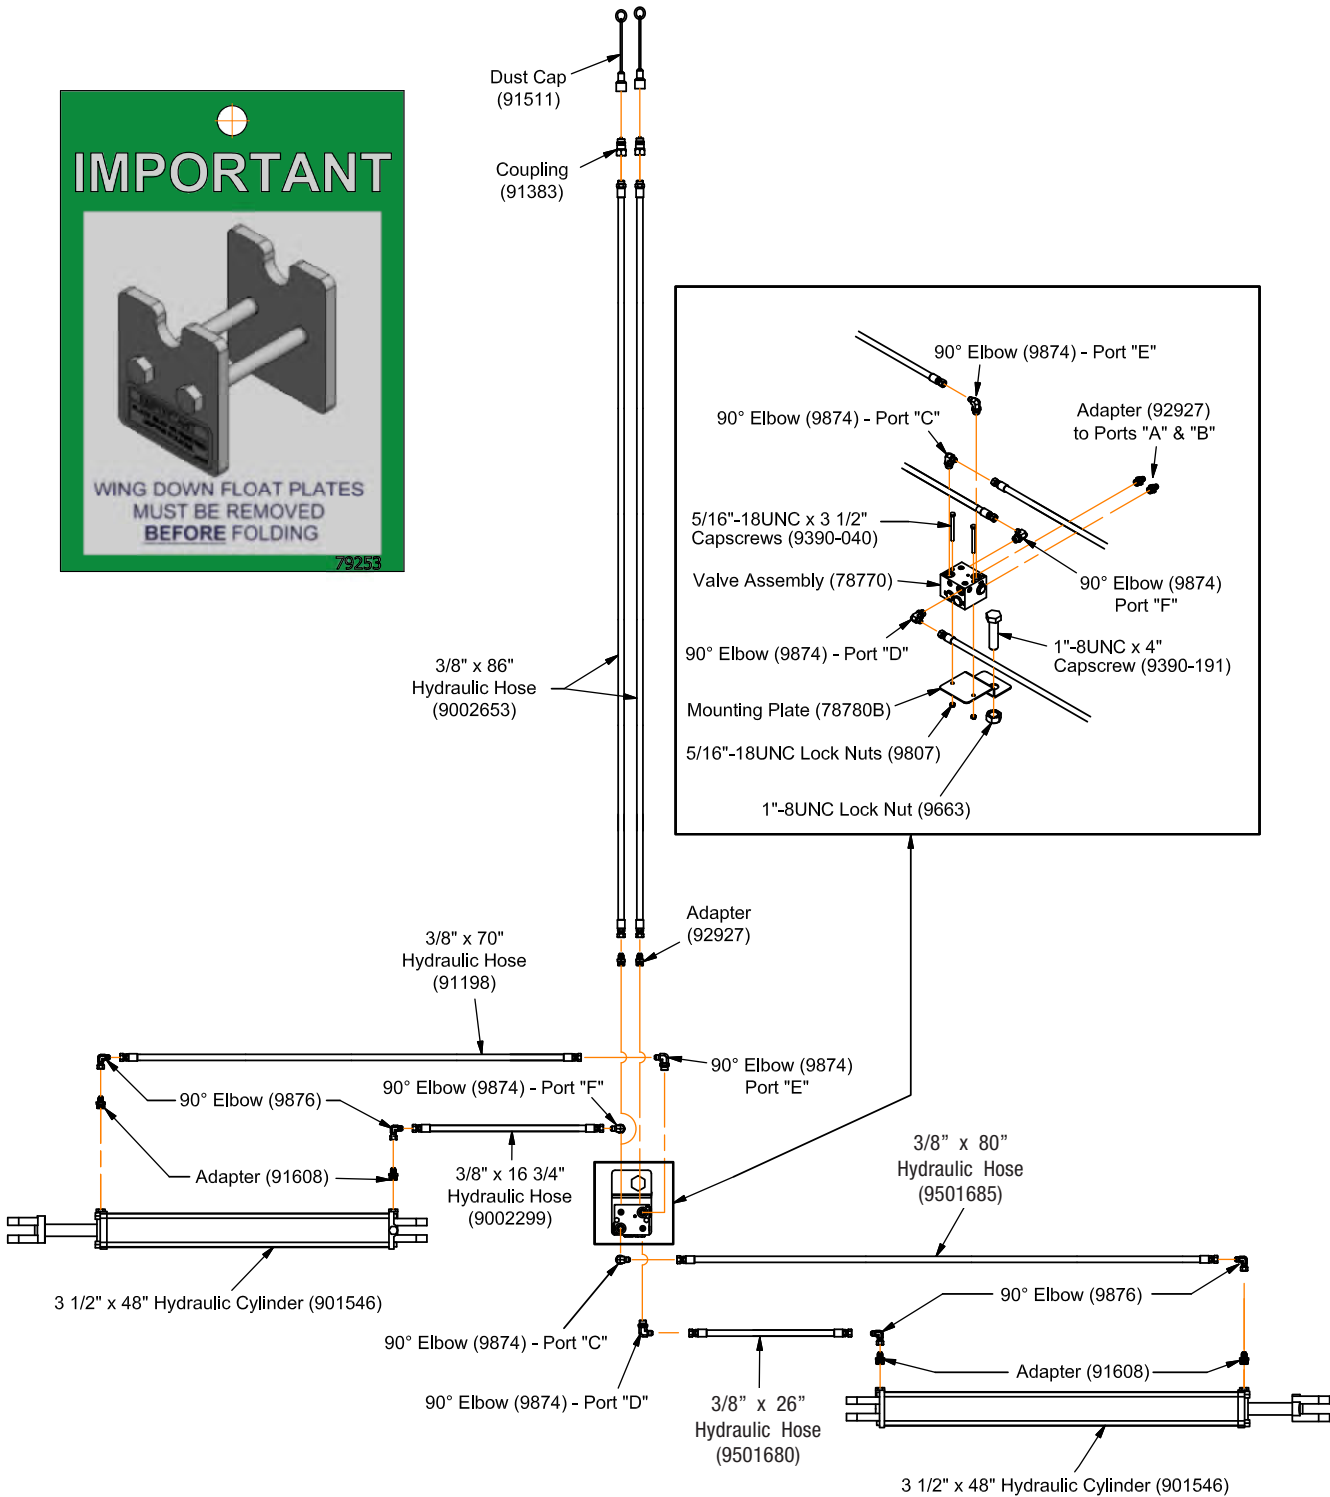 IMPORTANT
WING DOWN FLOAT PLATES
MUST BE REMOVED
BEFORE FOLDING
79253
Dust Cap
(91511)
Coupling
(91383)
3/8" x 86"
Hydraulic Hose
(9002653)
90° Elbow (9874) - Port "E"
90° Elbow (9874) - Port "C"
Adapter (92927)
to Ports "A" & "B"
5/16"-18UNC x 3 1/2"
Capscrews (9390-040)
Valve Assembly (78770)
90° Elbow (9874)
Port "F"
90° Elbow (9874) - Port "D"
1"-8UNC x 4"
Capscrew (9390-191)
Mounting Plate (78780B)
5/16"-18UNC Lock Nuts (9807)
1"-8UNC Lock Nut (9663)
Adapter
(92927)
3/8" x 70"
Hydraulic Hose
(91198)
90° Elbow (9874)
Port "E"
90° Elbow (9874) - Port "F"
90° Elbow (9876)
Adapter (91608)
3/8" x 16 3/4"
Hydraulic Hose
(9002299)
3/8” x 80”
Hydraulic Hose
(9501685)
3 1/2" x 48" Hydraulic Cylinder (901546)
90° Elbow (9876)
90° Elbow (9874) - Port "C"
Adapter (91608)
90° Elbow (9874) - Port "D"
3/8” x 26”
Hydraulic Hose
(9501680)
3 1/2" x 48" Hydraulic Cylinder (901546)